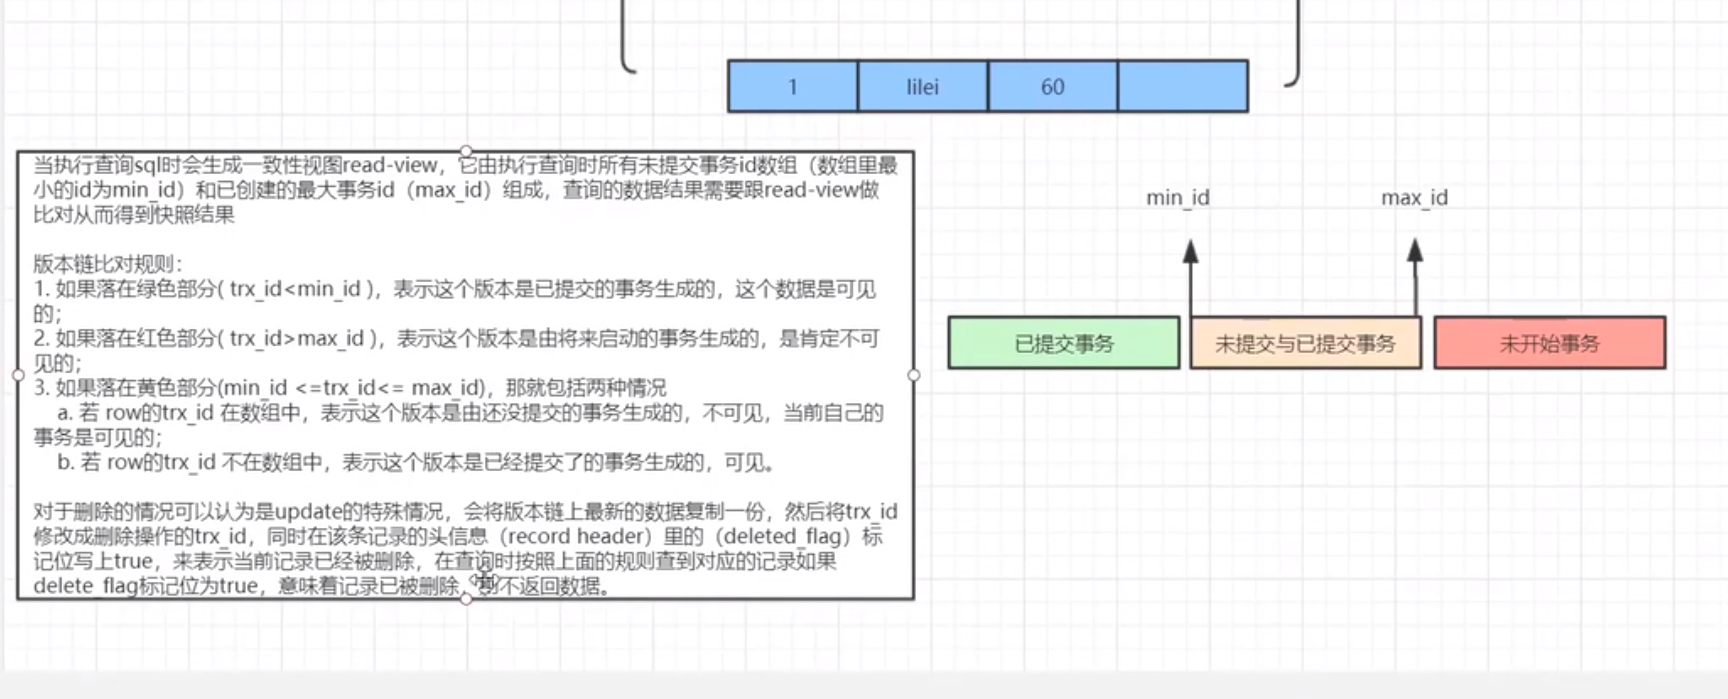 1 lilei 60
当执行查询sql时会生成一致性视图read-view，它由执行查询时所有未提交事务id数组（数组里最
小的id为min_id）和已创建的最大事务id（max_id）组成，查询的数据结果需要跟read-view做
比对从而得到快照结果
版本链比对规则：
1. 如果落在绿色部分( trx_id<min_id )，表示这个版本是已提交的事务生成的，这个数据是可见
的；
2. 如果落在红色部分( trx_id>max_id )，表示这个版本是由将来启动的事务生成的，是肯定不可
见的；
3. 如果落在黄色部分(min_id <=trx_id<= max_id)，那就包括两种情况
a. 若 row的trx_id 在数组中，表示这个版本是由还没提交的事务生成的，不可见，当前自己的
事务是可见的；
b. 若 row的trx_id 不在数组中，表示这个版本是已经提交了的事务生成的，可见。
对于删除的情况可以认为是update的特殊情况，会将版本链上最新的数据复制一份，然后将trx_id
修改成删除操作的trx_id，同时在该条记录的头信息（record header）里的（deleted_flag）标
记位写上true，来表示当前记录已经被删除，在查询时按照上面的规则查到对应的记录如果
delete_flag标记位为true，意味着记录已被删除，则不返回数据。
min_id max_id
已提交事务 未提交与已提交事务 未开始事务